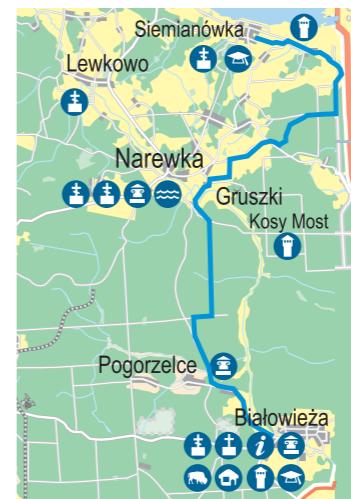 Siemianówka
Lewkowo
Narewka
Gruszki
Kosy Most
Pogorzelce
Białowieża
i